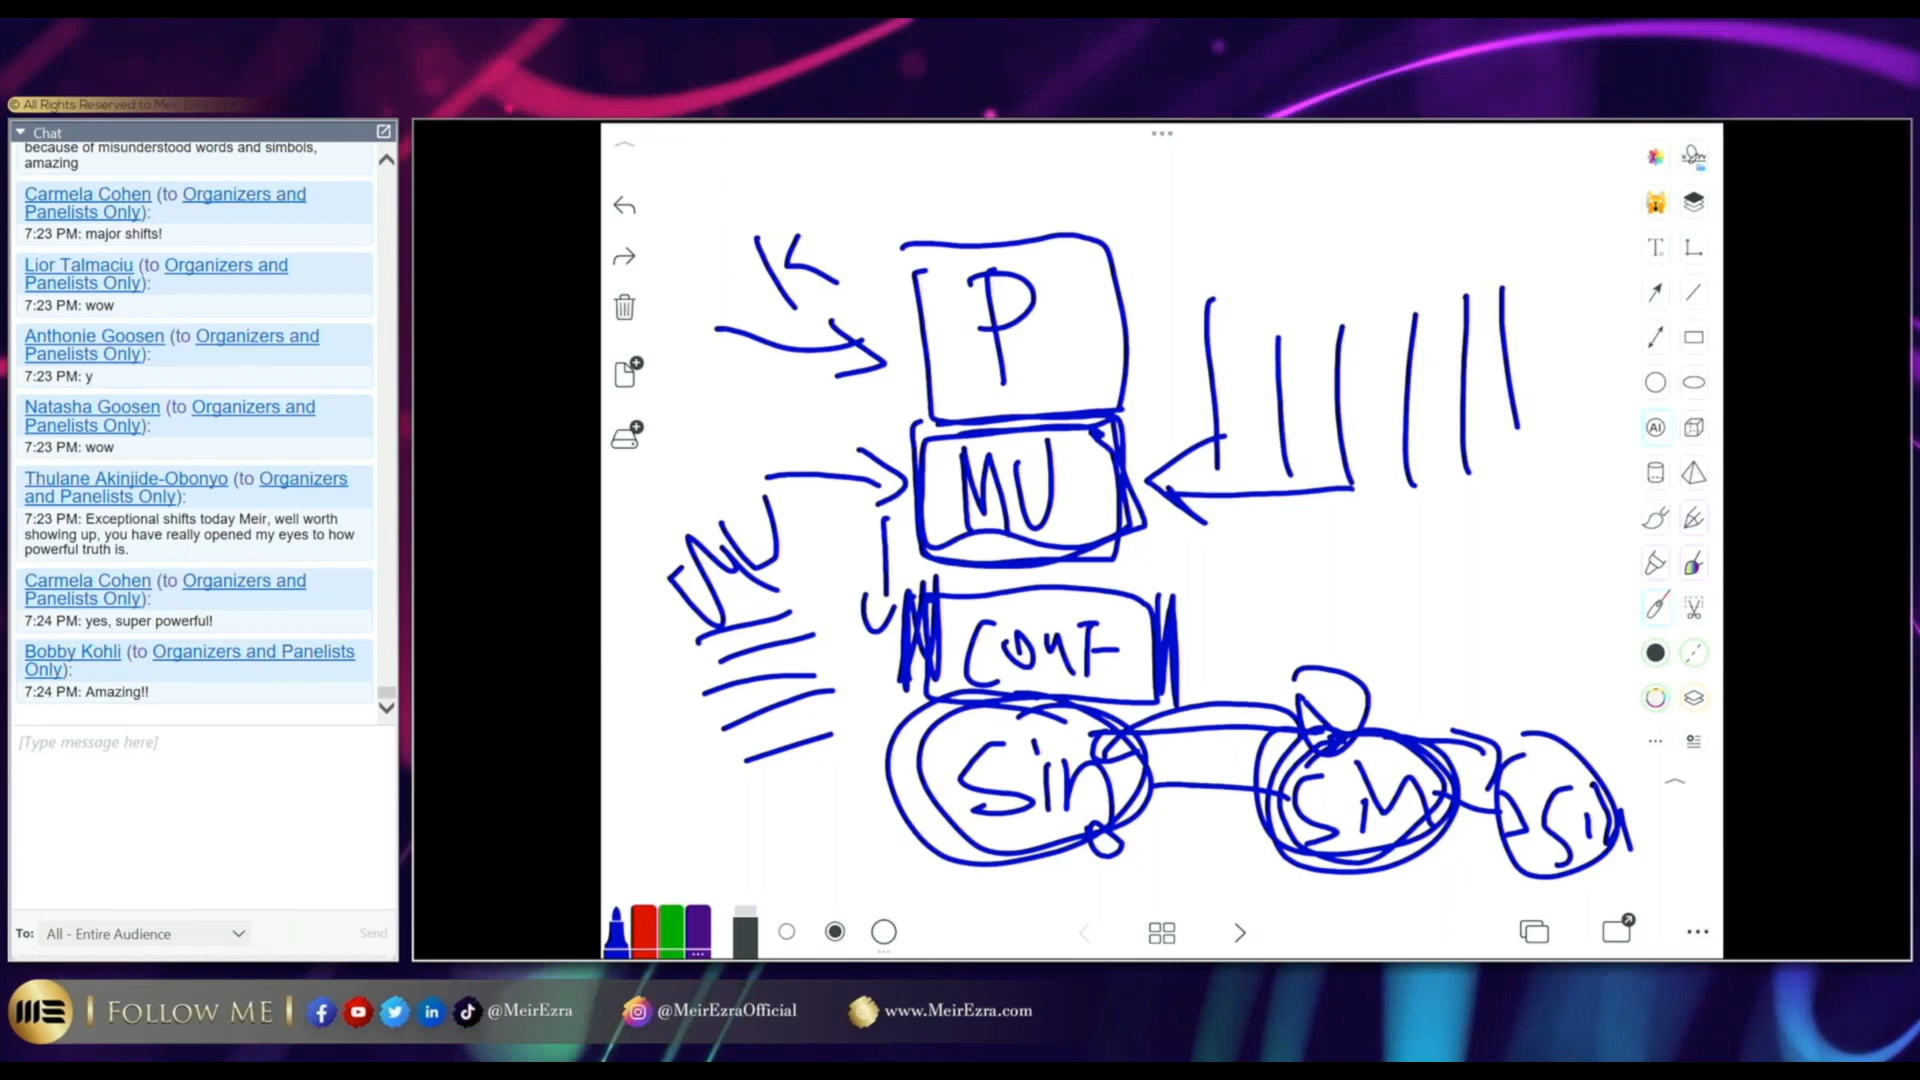 © All Rights Reserved to Meir Ezra
Chat
because of misunderstood words and simbols,
amazing
Carmela Cohen (to Organizers and
Panelists Only):
7:23 PM: major shifts!
Lior Talmaciu (to Organizers and
Panelists Only):
7:23 PM: wow
Anthonie Goosen (to Organizers and
Panelists Only):
7:23 PM: y
Natasha Goosen (to Organizers and
Panelists Only):
7:23 PM: wow
Thulane Akinjide-Obonyo (to Organizers
and Panelists Only):
7:23 PM: Exceptional shifts today Meir, well worth
showing up, you have really opened my eyes to how
powerful truth is.
Carmela Cohen (to Organizers and
Panelists Only):
7:24 PM: yes, super powerful!
Bobby Kohli (to Organizers and Panelists
Only):
7:24 PM: Amazing!!
[Type message here]
To: All - Entire Audience
Send
K
P
MU
MU
CONF
Sin
Sin
Sin
AI
ME
FOLLOW ME
@MeirEzra
@MeirEzraOfficial
www.MeirEzra.com